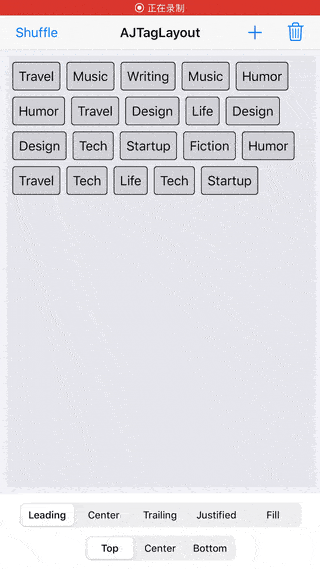 正在录制
Shuffle AJTagLayout
Travel Music Writing Music Humor
Humor Travel Design Life Design
Design Tech Startup Fiction Humor
Travel Tech Life Tech Startup
Leading Center Trailing Justified Fill
Top Center Bottom